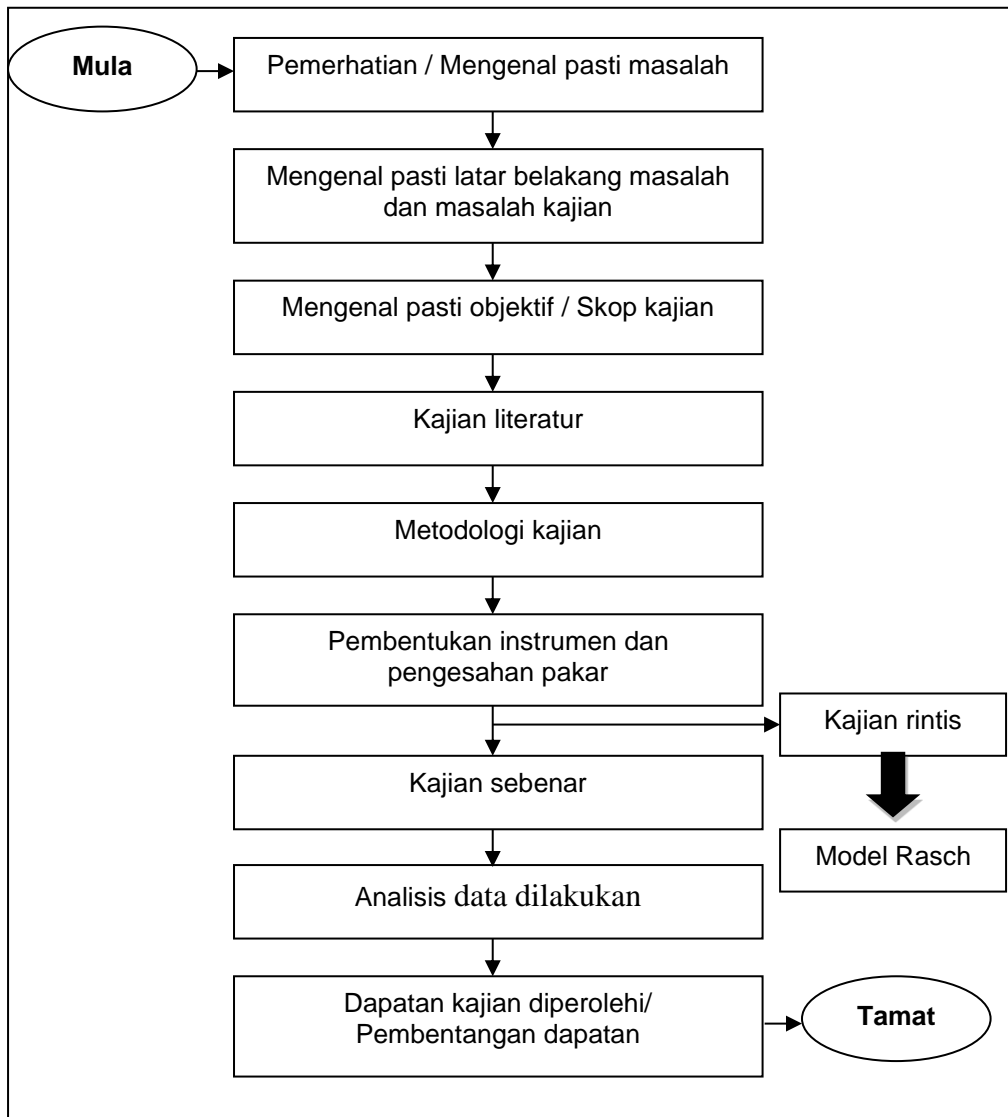 Mula
Pemerhatian / Mengenal pasti masalah
Mengenal pasti latar belakang masalah
dan masalah kajian
Mengenal pasti objektif / Skop kajian
Kajian literatur
Metodologi kajian
Pembentukan instrumen dan
pengesahan pakar
Kajian rintis
Kajian sebenar
Model Rasch
Analisis data dilakukan
Dapatan kajian diperolehi/
Pembentangan dapatan
Tamat